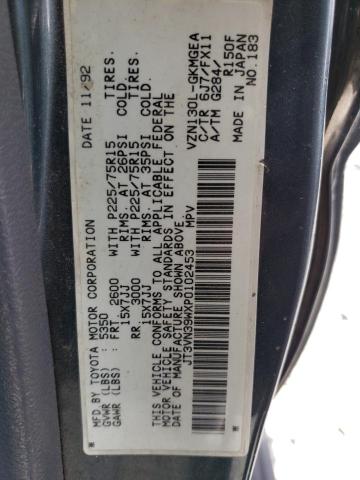 MFD BY TOYOTA MOTOR CORPORATION DATE 11/92
GVWR (LBS) 5350
GAWR (LBS) FRT. 2600 WITH P225/75R15 TIRES.
15X7JJ RIMS. AT 26PSI COLD.
RR. 3000 WITH P225/75R15 TIRES.
15X7JJ RIMS. AT 35PSI COLD.
THIS VEHICLE CONFORMS TO ALL APPLICABLE FEDERAL
MOTOR VEHICLE SAFETY STANDARDS IN EFFECT ON THE
DATE OF MANUFACTURE SHOWN ABOVE.
*JT3VN39WXP0102453* MPV
VZN130L-GKMGEA
C/TR 6J7/FX11
A/TM G284/R150F
MADE IN JAPAN
NO.183